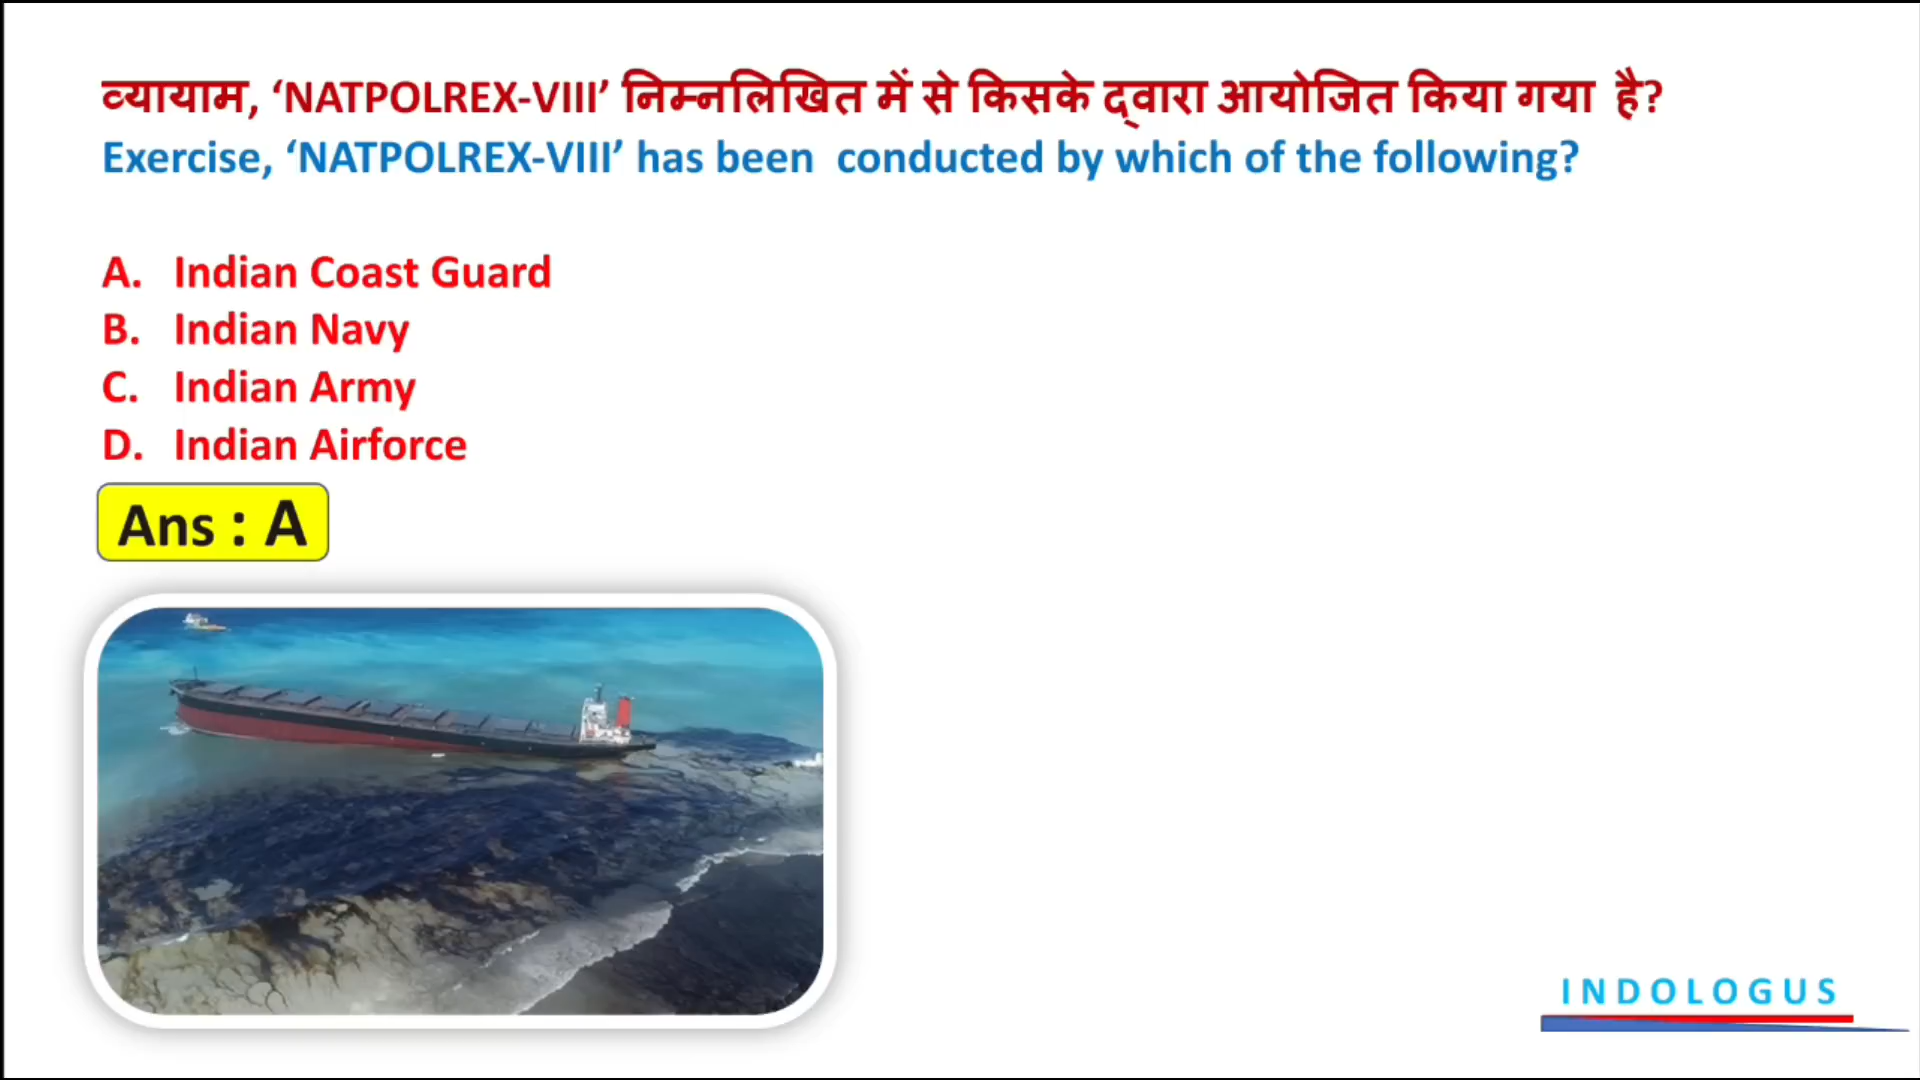 व्यायाम, ‘NATPOLREX-VIII’ निम्नलिखित में से किसके द्वारा आयोजित किया गया है?
Exercise, ‘NATPOLREX-VIII’ has been conducted by which of the following?
A. Indian Coast Guard
B. Indian Navy
C. Indian Army
D. Indian Airforce
Ans : A
INDOLOGUS